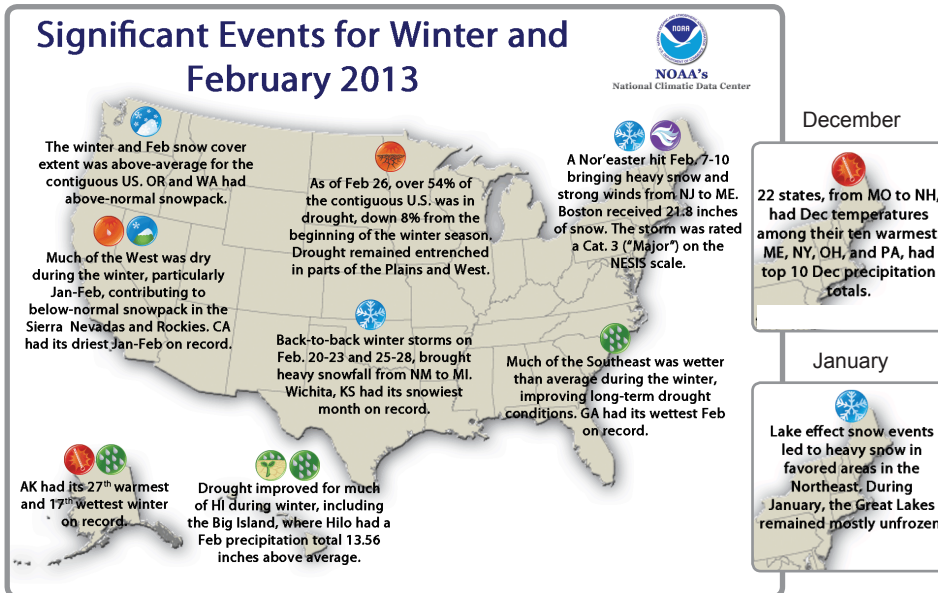 Significant Events for Winter and
February 2013
NOAA
NOAA's
National Climatic Data Center
The winter and Feb snow cover
extent was above-average for the
contiguous US. OR and WA had
above-normal snowpack.
As of Feb 26, over 54% of
the contiguous U.S. was in
drought, down 8% from the
beginning of the winter season.
Drought remained entrenched
in parts of the Plains and West.
A Nor'easter hit Feb. 7-10
bringing heavy snow and
strong winds from NJ to ME.
Boston received 21.8 inches
of snow. The storm was rated
a Cat. 3 ("Major") on the
NESIS scale.
Much of the West was dry
during the winter, particularly
Jan-Feb, contributing to
below-normal snowpack in the
Sierra Nevadas and Rockies. CA
had its driest Jan-Feb on record.
Back-to-back winter storms on
Feb. 20-23 and 25-28, brought
heavy snowfall from NM to MI.
Wichita, KS had its snowiest
month on record.
Much of the Southeast was wetter
than average during the winter,
improving long-term drought
conditions. GA had its wettest Feb
on record.
AK had its 27th warmest
and 17th wettest winter
on record.
Drought improved for much
of HI during winter, including
the Big Island, where Hilo had a
Feb precipitation total 13.56
inches above average.
December
22 states, from MO to NH,
had Dec temperatures
among their ten warmest.
ME, NY, OH, and PA, had
top 10 Dec precipitation
totals.
January
Lake effect snow events
led to heavy snow in
favored areas in the
Northeast. During
January, the Great Lakes
remained mostly unfrozen